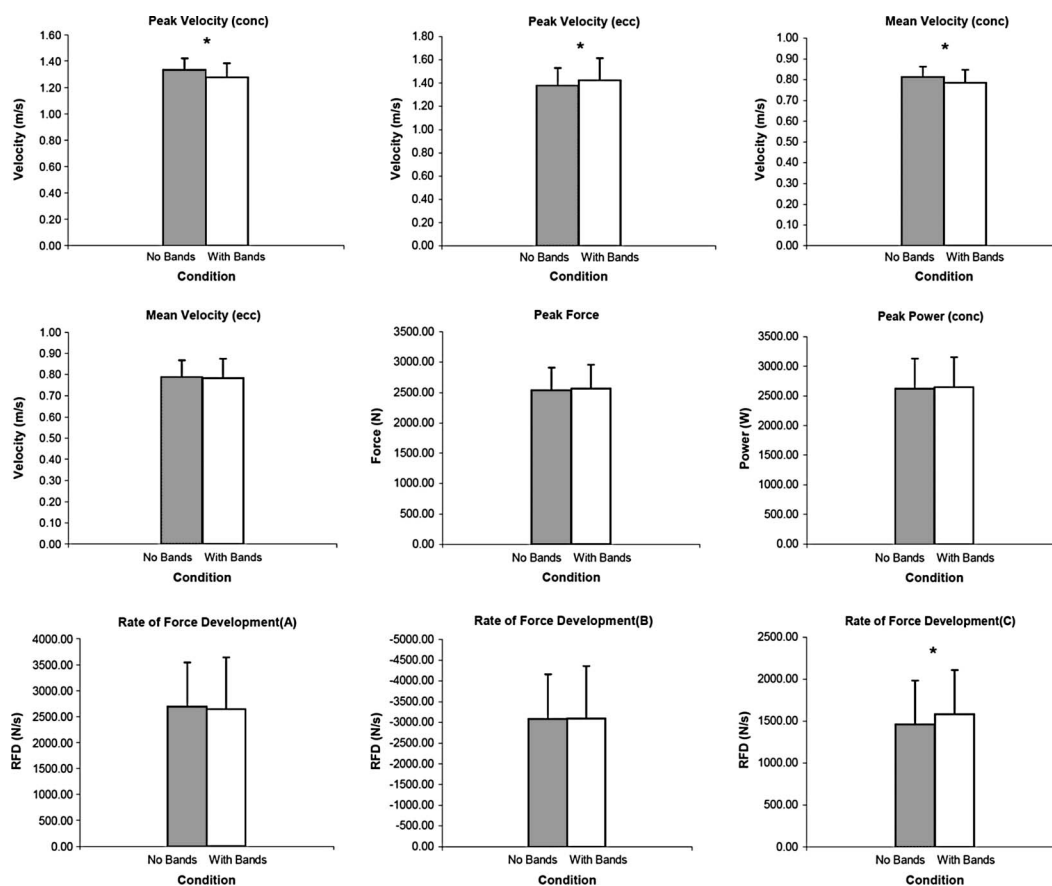 Peak Velocity (conc)
*
Velocity (m/s)
1.60
1.40
1.20
1.00
0.80
0.60
0.40
0.20
0.00
No Bands With Bands
Condition
Peak Velocity (ecc)
*
Velocity (m/s)
1.80
1.60
1.40
1.20
1.00
0.80
0.60
0.40
0.20
0.00
No Bands With Bands
Condition
Mean Velocity (conc)
*
Velocity (m/s)
1.00
0.90
0.80
0.70
0.60
0.50
0.40
0.30
0.20
0.10
0.00
No Bands With Bands
Condition
Mean Velocity (ecc)
Velocity (m/s)
1.00
0.90
0.80
0.70
0.60
0.50
0.40
0.30
0.20
0.10
0.00
No Bands With Bands
Condition
Peak Force
Force (N)
3500.00
3000.00
2500.00
2000.00
1500.00
1000.00
500.00
0.00
No Bands With Bands
Condition
Peak Power (conc)
Power (W)
3500.00
3000.00
2500.00
2000.00
1500.00
1000.00
500.00
0.00
No Bands With Bands
Condition
Rate of Force Development(A)
RFD (N/s)
4000.00
3500.00
3000.00
2500.00
2000.00
1500.00
1000.00
500.00
0.00
No Bands With Bands
Condition
Rate of Force Development(B)
RFD (N/s)
-5000.00
-4500.00
-4000.00
-3500.00
-3000.00
-2500.00
-2000.00
-1500.00
-1000.00
-500.00
0.00
No Bands With Bands
Condition
Rate of Force Development(C)
*
RFD (N/s)
2500.00
2000.00
1500.00
1000.00
500.00
0.00
No Bands With Bands
Condition